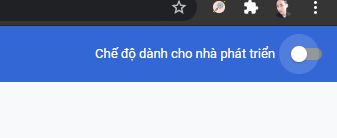 Chế độ dành cho nhà phát triển